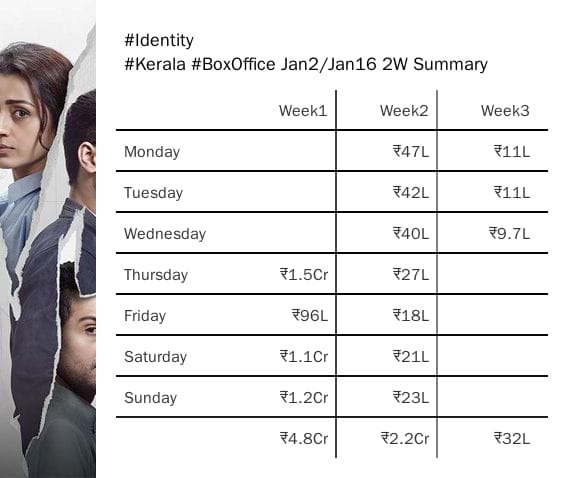 #Identity
#Kerala #BoxOffice Jan2/Jan16 2W Summary
Week1 Week2 Week3
Monday ₹47L ₹11L
Tuesday ₹42L ₹11L
Wednesday ₹40L ₹9.7L
Thursday ₹1.5Cr ₹27L
Friday ₹96L ₹18L
Saturday ₹1.1Cr ₹21L
Sunday ₹1.2Cr ₹23L
₹4.8Cr ₹2.2Cr ₹32L